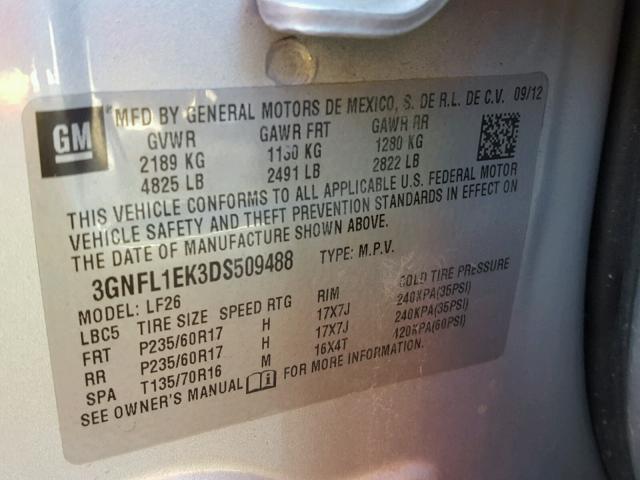 GM
MFD BY GENERAL MOTORS DE MEXICO, S. DE R.L. DE C.V. 09/12
GVWR GAWR FRT GAWR RR
2189 KG 1130 KG 1280 KG
4825 LB 2491 LB 2822 LB
THIS VEHICLE CONFORMS TO ALL APPLICABLE U.S. FEDERAL MOTOR
VEHICLE SAFETY AND THEFT PREVENTION STANDARDS IN EFFECT ON
THE DATE OF MANUFACTURE SHOWN ABOVE.
3GNFL1EK3DS509488 TYPE: M.P.V.
MODEL: LF26
LBC5 TIRE SIZE SPEED RTG RIM COLD TIRE PRESSURE
FRT P235/60R17 H 17X7J 240KPA(35PSI)
RR P235/60R17 H 17X7J 240KPA(35PSI)
SPA T135/70R16 M 16X4T 420KPA(60PSI)
SEE OWNER'S MANUAL FOR MORE INFORMATION.